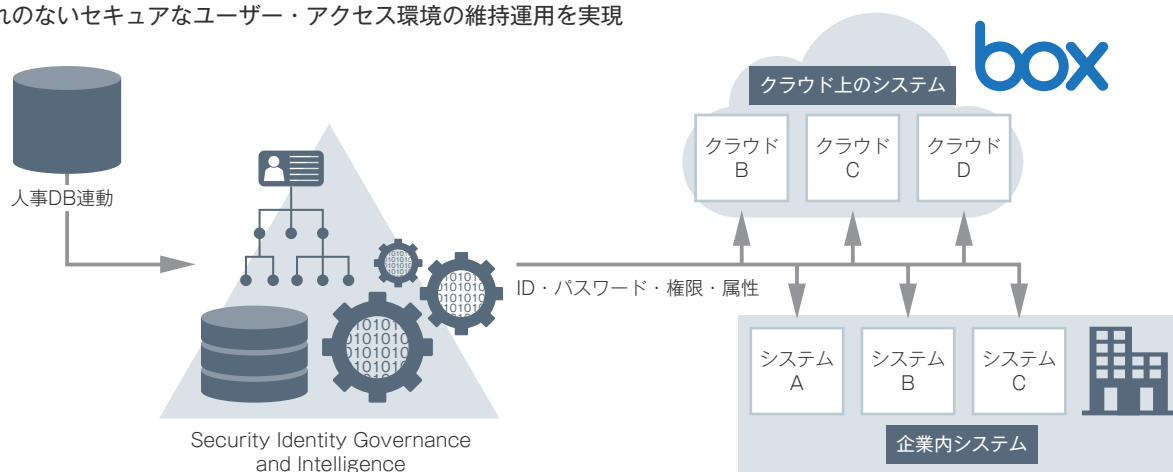 れのないセキュアなユーザー・アクセス環境の維持運用を実現
box
クラウド上のシステム
クラウド
B
クラウド
C
クラウド
D
人事DB連動
ID・パスワード・権限・属性
システム
A
システム
B
システム
C
企業内システム
Security Identity Governance
and Intelligence